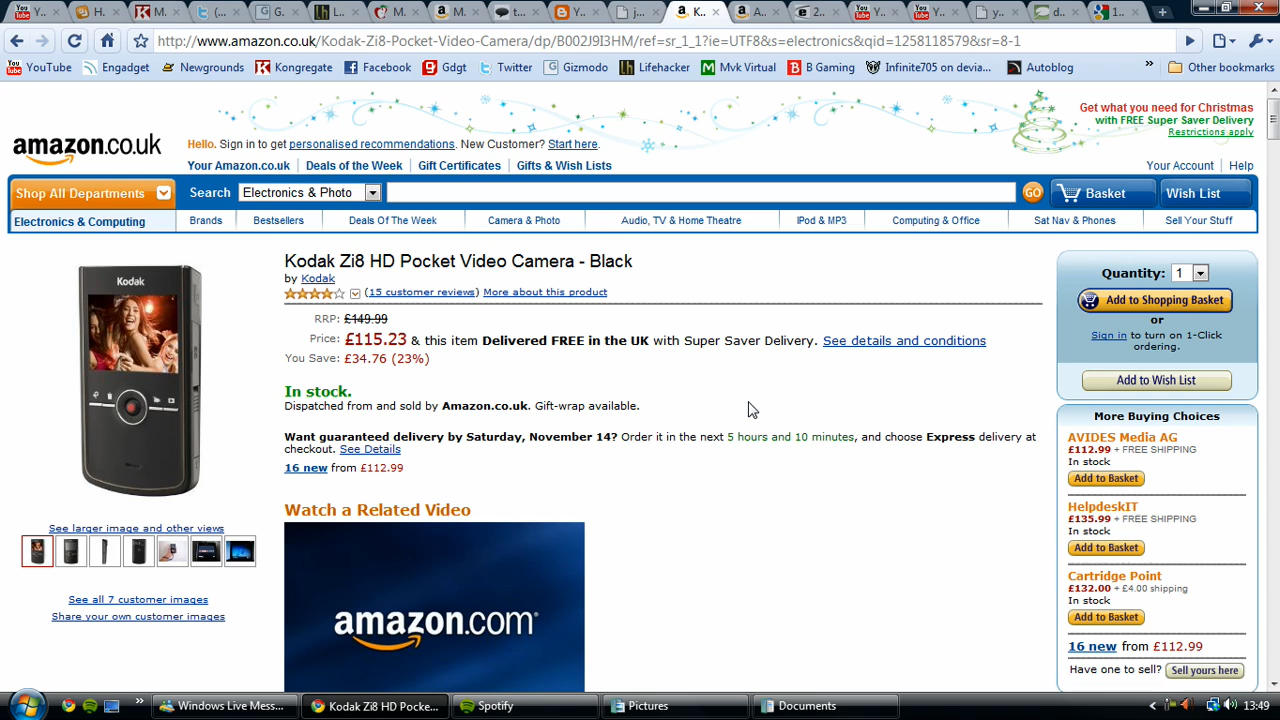 Y...
H.
M.
(...
G.
L...
M.
M.
t...
Y...
j...
K..
A..
2...
Y...
Y...
y...
d...
1...
http://www.amazon.co.uk/Kodak-Zi8-Pocket-Video-Camera/dp/B002J9I3HM/ref=sr_1_1?ie=UTF8&s=electronics&qid=1258118579&sr=8-1
YouTube Engadget Newgrounds Kongregate Facebook Gdgt Twitter Gizmodo Lifehacker Mvk Virtual B Gaming Infinite705 on devia... Autoblog » Other bookmarks
Get what you need for Christmas
with FREE Super Saver Delivery
Restrictions apply
amazon.co.uk
Hello. Sign in to get personalised recommendations. New Customer? Start here.
Your Amazon.co.uk Deals of the Week Gift Certificates Gifts & Wish Lists Your Account Help
Shop All Departments Search Electronics & Photo GO Basket Wish List
Electronics & Computing Brands Bestsellers Deals Of The Week Camera & Photo Audio, TV & Home Theatre iPod & MP3 Computing & Office Sat Nav & Phones Sell Your Stuff
Kodak Zi8 HD Pocket Video Camera - Black
by Kodak
(15 customer reviews) More about this product
RRP: £149.99
Price: £115.23 & this item Delivered FREE in the UK with Super Saver Delivery. See details and conditions
You Save: £34.76 (23%)
In stock.
Dispatched from and sold by Amazon.co.uk. Gift-wrap available.
Want guaranteed delivery by Saturday, November 14? Order it in the next 5 hours and 10 minutes, and choose Express delivery at
checkout. See Details
16 new from £112.99
Watch a Related Video
amazon.com
Kodak
See larger image and other views
See all 7 customer images
Share your own customer images
Quantity: 1
Add to Shopping Basket
or
Sign in to turn on 1-Click
ordering.
Add to Wish List
More Buying Choices
AVIDES Media AG
£112.99 + FREE SHIPPING
In stock
Add to Basket
HelpdeskIT
£135.99 + FREE SHIPPING
In stock
Add to Basket
Cartridge Point
£132.00 + £4.00 shipping
In stock
Add to Basket
16 new from £112.99
Have one to sell? Sell yours here
» Windows Live Mess... Kodak Zi8 HD Pocke... Spotify Pictures Documents 13:49